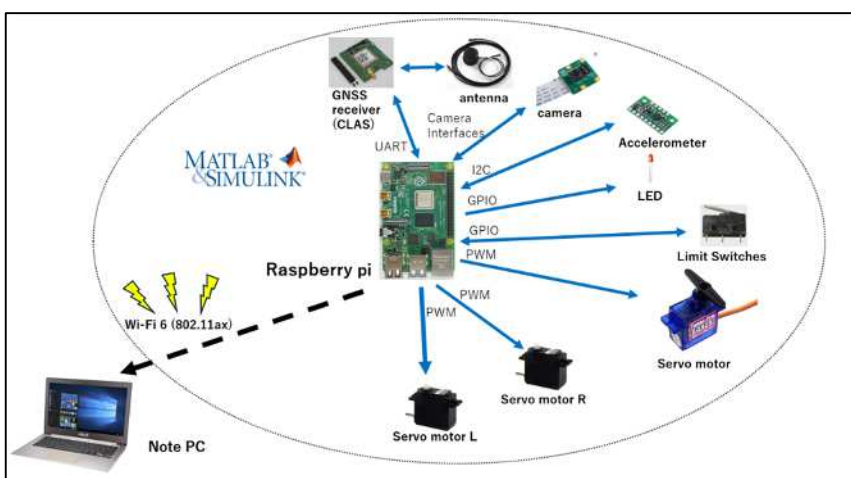 GNSS
receiver
(CLAS)
antenna
camera
Camera
interfaces
UART
Accelerometer
MATLAB®
&SIMULINK®
I2C
LED
GPIO
GPIO
Limit Switches
PWM
Raspberry pi
PWM
PWM
Wi-Fi 6 (802.11ax)
Servo motor
Servo motor R
Servo motor L
Note PC